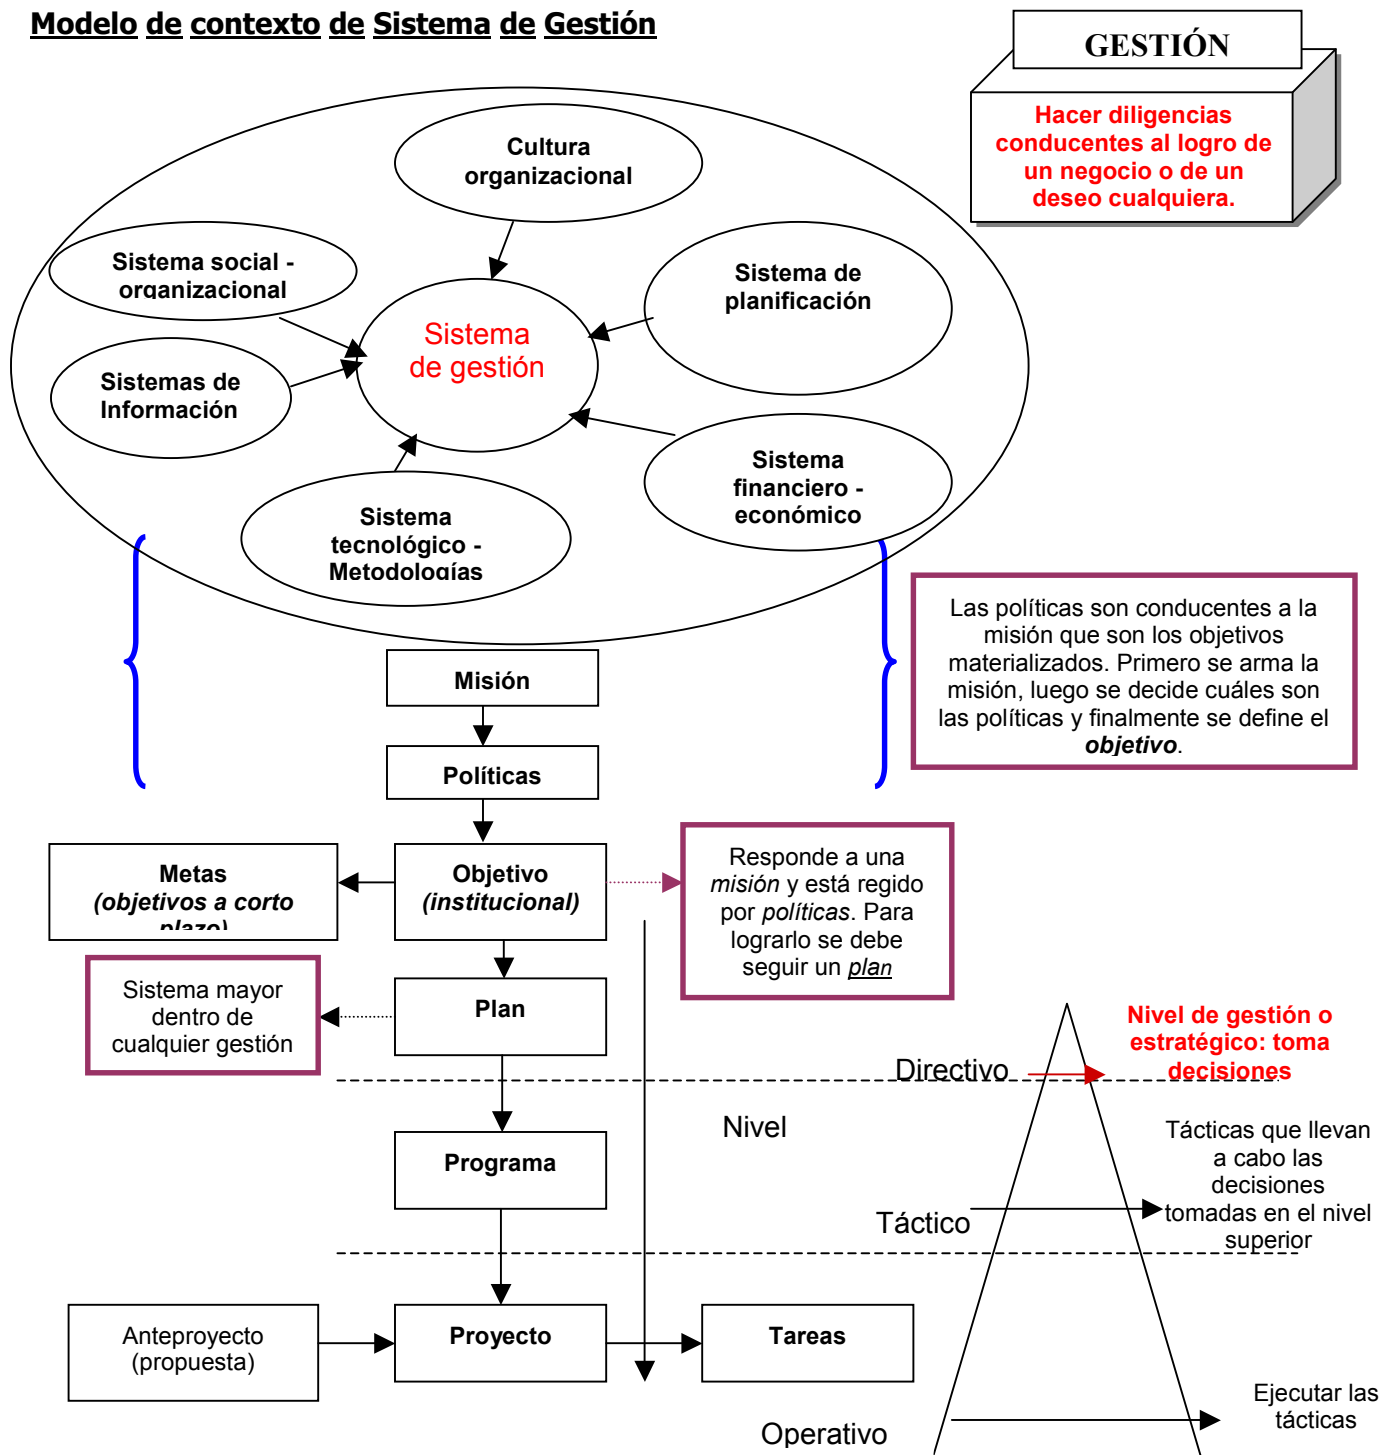 Modelo de contexto de Sistema de Gestión
GESTIÓN
Hacer diligencias
conducentes al logro de
un negocio o de un
deseo cualquiera.
Cultura
organizacional
Sistema social -
organizacional
Sistema de
planificación
Sistema
de gestión
Sistemas de
Información
Sistema
financiero -
económico
Sistema
tecnológico -
Metodologías
Las políticas son conducentes a la
misión que son los objetivos
materializados. Primero se arma la
misión, luego se decide cuáles son
las políticas y finalmente se define el
objetivo.
Misión
Políticas
Metas
(objetivos a corto
plazo)
Objetivo
(institucional)
Responde a una
misión y está regido
por políticas. Para
lograrlo se debe
seguir un plan
Sistema mayor
dentro de
cualquier gestión
Plan
Nivel de gestión o
estratégico: toma
decisiones
Directivo
Nivel
Programa
Tácticas que llevan
a cabo las
decisiones
tomadas en el nivel
superior
Táctico
Anteproyecto
(propuesta)
Proyecto
Tareas
Ejecutar las
tácticas
Operativo